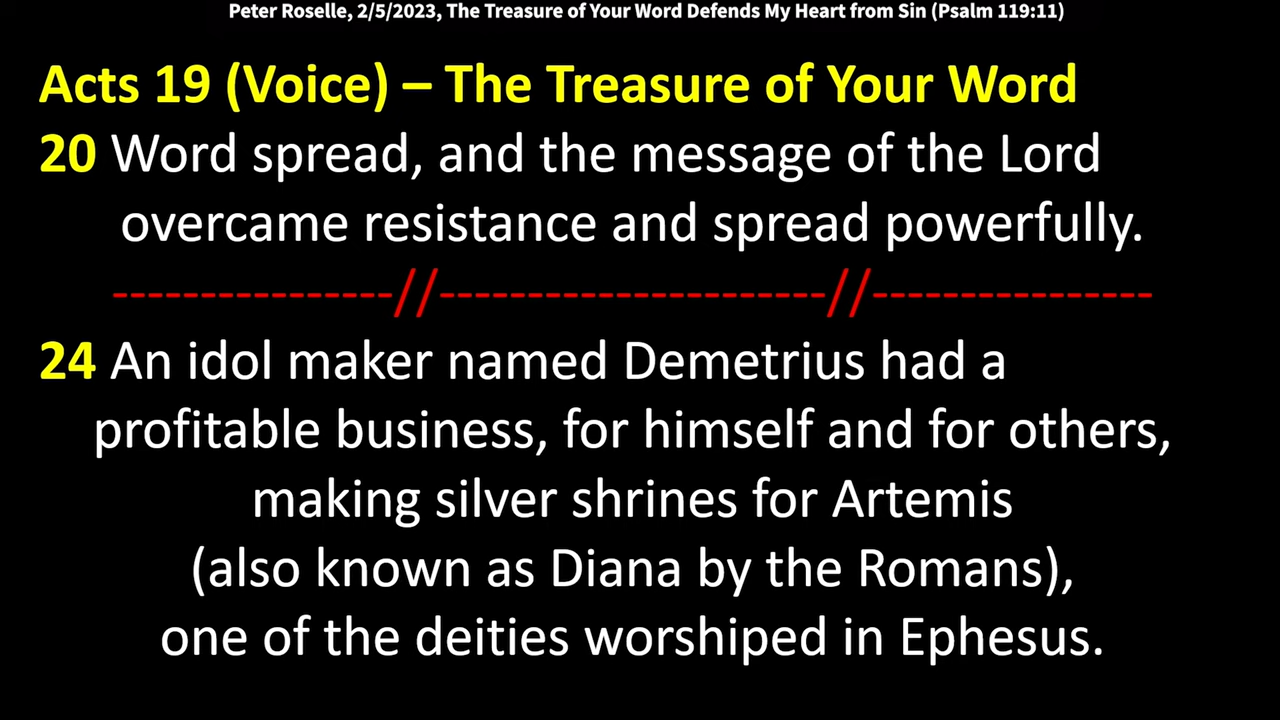 Peter Roselle, 2/5/2023, The Treasure of Your Word Defends My Heart from Sin (Psalm 119:11)
Acts 19 (Voice) – The Treasure of Your Word
20 Word spread, and the message of the Lord
overcame resistance and spread powerfully.
----------------//----------------------//----------------
24 An idol maker named Demetrius had a
profitable business, for himself and for others,
making silver shrines for Artemis
(also known as Diana by the Romans),
one of the deities worshiped in Ephesus.